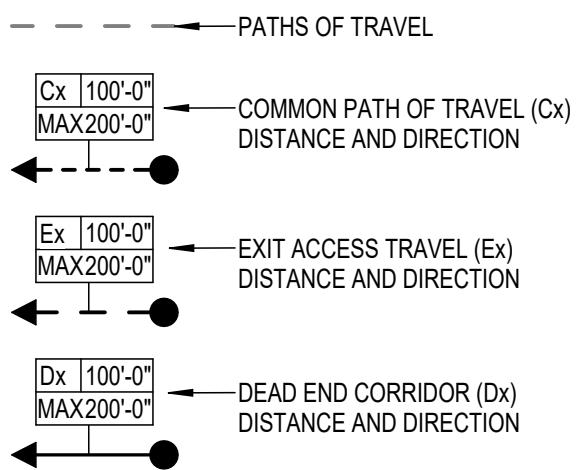 PATHS OF TRAVEL
Cx 100'-0"
MAX200'-0"
COMMON PATH OF TRAVEL (Cx)
DISTANCE AND DIRECTION
Ex 100'-0"
MAX200'-0"
EXIT ACCESS TRAVEL (Ex)
DISTANCE AND DIRECTION
Dx 100'-0"
MAX200'-0"
DEAD END CORRIDOR (Dx)
DISTANCE AND DIRECTION